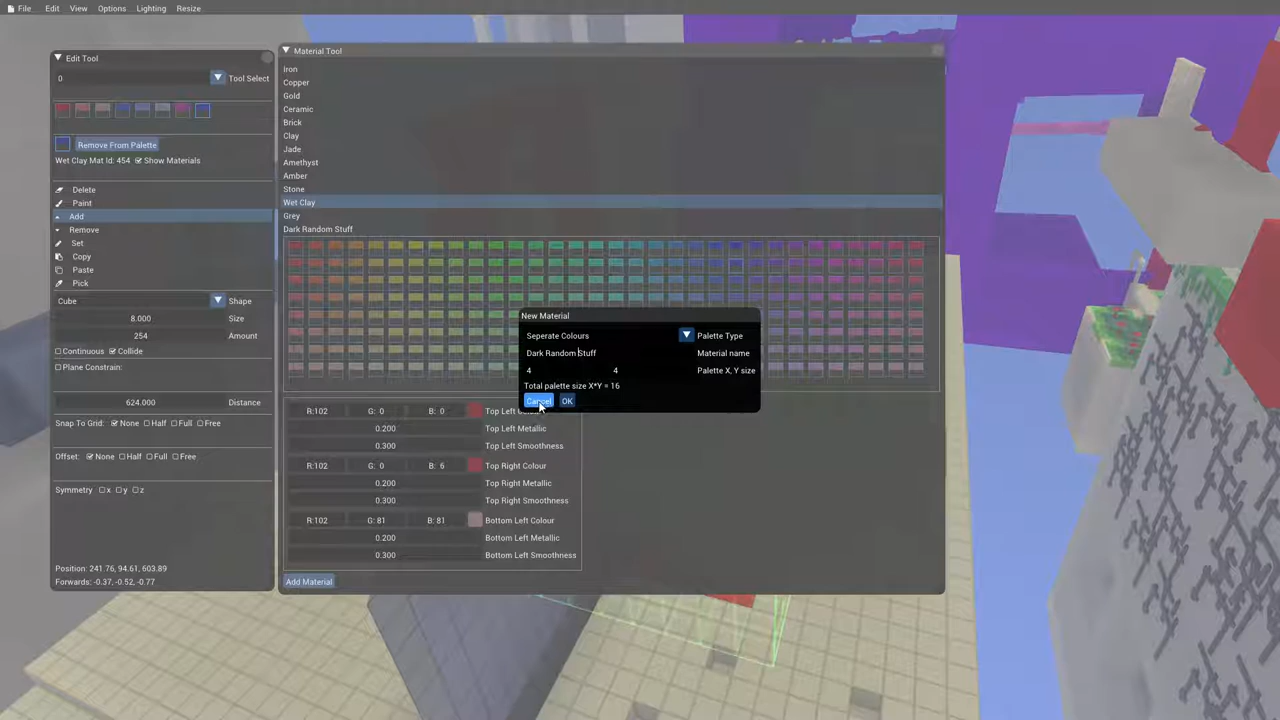 File Edit View Options Lighting Resize
Edit Tool
0 Tool Select
Remove From Palette
Wet Clay Mat Id: 454 Show Materials
Delete
Paint
Add
Remove
Set
Copy
Paste
Pick
Cube Shape
8.000 Size
254 Amount
Continuous Collide
Plane Constrain:
624.000 Distance
Snap To Grid: None Half Full Free
Offset: None Half Full Free
Symmetry x y z
Position: 241.76, 94.61, 603.89
Forwards: -0.37, -0.52, -0.77
Material Tool
Iron
Copper
Gold
Ceramic
Brick
Clay
Jade
Amethyst
Amber
Stone
Wet Clay
Grey
Dark Random Stuff
New Material
Seperate Colours Palette Type
Dark Random Stuff Material name
4 4 Palette X, Y size
Total palette size X*Y = 16
Cancel OK
R:102 G: 0 B: 0 Top Left
0.200 Top Left Metallic
0.300 Top Left Smoothness
R:102 G: 0 B: 6 Top Right Colour
0.200 Top Right Metallic
0.300 Top Right Smoothness
R:102 G: 81 B: 81 Bottom Left Colour
0.200 Bottom Left Metallic
0.300 Bottom Left Smoothness
Add Material